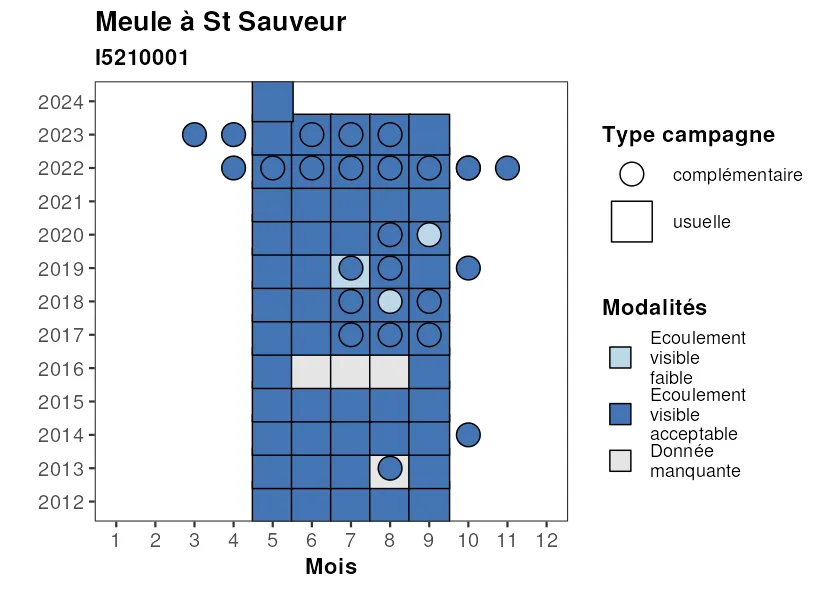 Meule à St Sauveur
I5210001
2024
2023
2022
2021
2020
2019
2018
2017
2016
2015
2014
2013
2012
1 2 3 4 5 6 7 8 9 10 11 12
Mois
Type campagne
complémentaire
usuelle
Modalités
Ecoulement
visible
faible
Ecoulement
visible
acceptable
Donnée
manquante